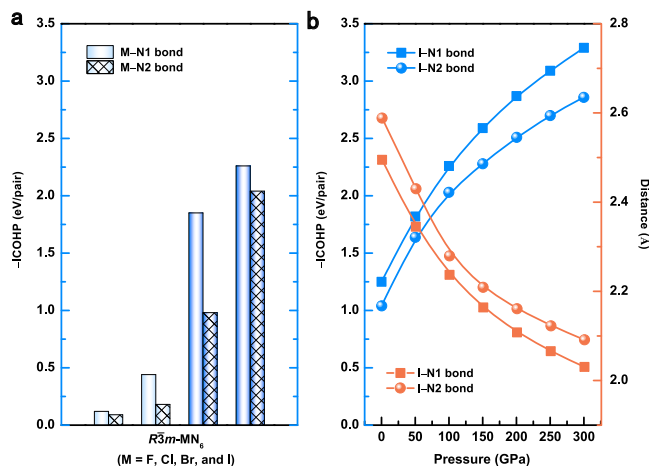 a
3.5
3.0
2.5
2.0
1.5
1.0
0.5
0.0
–ICOHP (eV/pair)
M–N1 bond
M–N2 bond
R3̅m-MN₆
(M = F, Cl, Br, and I)
b
3.5
3.0
2.5
2.0
1.5
1.0
0.5
0.0
–ICOHP (eV/pair)
I–N1 bond
I–N2 bond
I–N1 bond
I–N2 bond
0 50 100 150 200 250 300
Pressure (GPa)
2.8
2.6
2.4
2.2
2.0
Distance (Å)